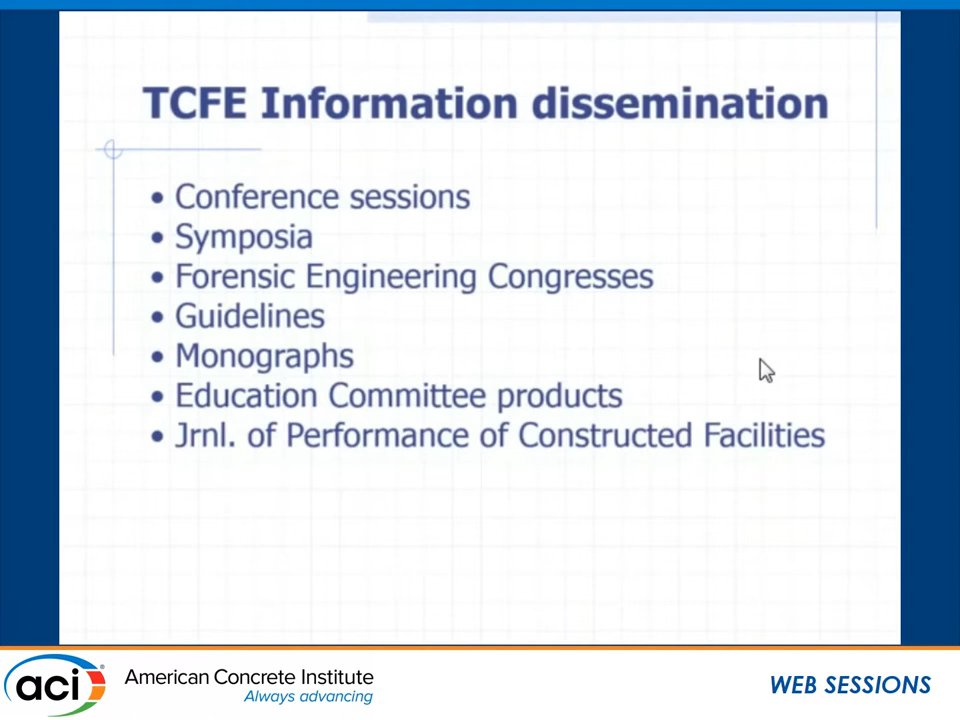 TCFE Information dissemination
• Conference sessions
• Symposia
• Forensic Engineering Congresses
• Guidelines
• Monographs
• Education Committee products
• Jrnl. of Performance of Constructed Facilities
aci®
American Concrete Institute
Always advancing
WEB SESSIONS